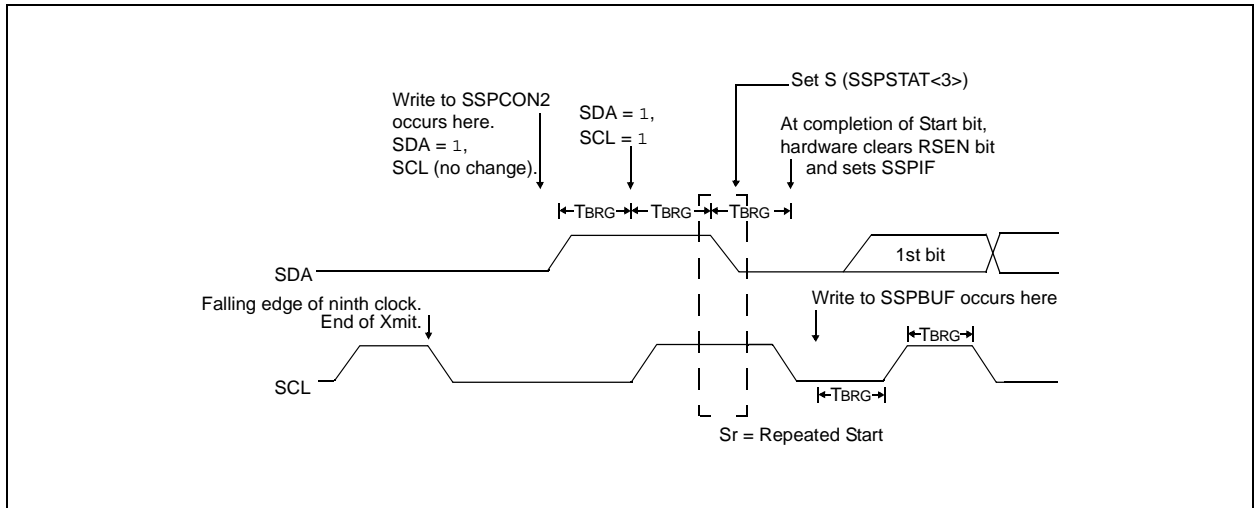 Set S (SSPSTAT<3>)
Write to SSPCON2
occurs here.
SDA = 1,
SCL (no change).
SDA = 1,
SCL = 1
At completion of Start bit,
hardware clears RSEN bit
and sets SSPIF
TBRG
TBRG
TBRG
SDA
1st bit
Falling edge of ninth clock.
End of Xmit.
Write to SSPBUF occurs here
TBRG
SCL
TBRG
Sr = Repeated Start